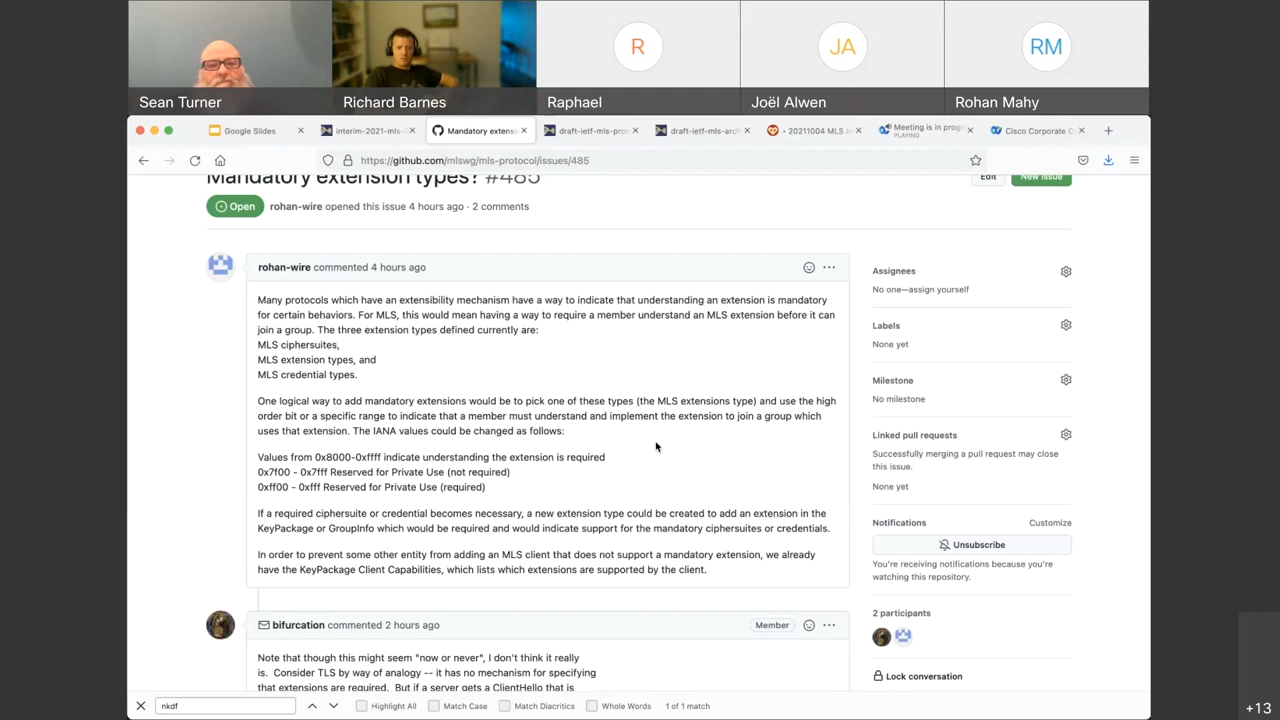 R
JA
RM
Sean Turner
Richard Barnes
Raphael
Joël Alwen
Rohan Mahy
Google Slides
interim-2021-mls-
Mandatory extensi
draft-ietf-mls-prot
draft-ietf-mls-arch
20211004 MLS i
Meeting is in prog
PLAYING
Cisco Corporate C
https://github.com/mlswg/mls-protocol/issues/485
Mandatory extension types? #485
Edit
New issue
Open
rohan-wire opened this issue 4 hours ago · 2 comments
rohan-wire commented 4 hours ago
Many protocols which have an extensibility mechanism have a way to indicate that understanding an extension is mandatory
for certain behaviors. For MLS, this would mean having a way to require a member understand an MLS extension before it can
join a group. The three extension types defined currently are:
MLS ciphersuites,
MLS extension types, and
MLS credential types.
One logical way to add mandatory extensions would be to pick one of these types (the MLS extensions type) and use the high
order bit or a specific range to indicate that a member must understand and implement the extension to join a group which
uses that extension. The IANA values could be changed as follows:
Values from 0x8000-0xffff indicate understanding the extension is required
0x7f00 - 0x7fff Reserved for Private Use (not required)
0xff00 - 0xfff Reserved for Private Use (required)
If a required ciphersuite or credential becomes necessary, a new extension type could be created to add an extension in the
KeyPackage or GroupInfo which would be required and would indicate support for the mandatory ciphersuites or credentials.
In order to prevent some other entity from adding an MLS client that does not support a mandatory extension, we already
have the KeyPackage Client Capabilities, which lists which extensions are supported by the client.
bifurcation commented 2 hours ago
Member
Note that though this might seem "now or never", I don't think it really
is. Consider TLS by way of analogy -- it has no mechanism for specifying
that extensions are required. But if a server gets a ClientHello that is
Assignees
No one—assign yourself
Labels
None yet
Milestone
No milestone
Linked pull requests
Successfully merging a pull request may close
this issue.
None yet
Notifications
Customize
Unsubscribe
You're receiving notifications because you're
watching this repository.
2 participants
Lock conversation
nkdf
Highlight All
Match Case
Match Diacritics
Whole Words
1 of 1 match
+13